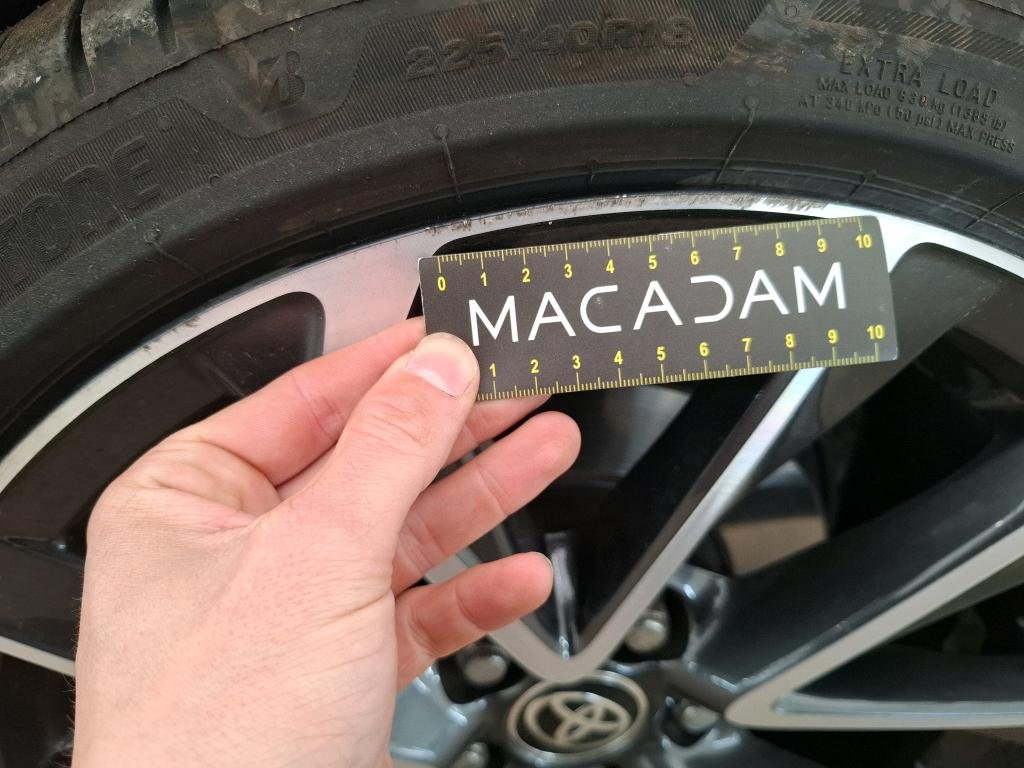 225/40R18
EXTRA LOAD
MAX LOAD 630 kg (1389 lb)
AT 340 kPa (50 psi) MAX PRESS
TONE
0 1 2 3 4 5 6 7 8 9 10
MACADAM
1 2 3 4 5 6 7 8 9 10